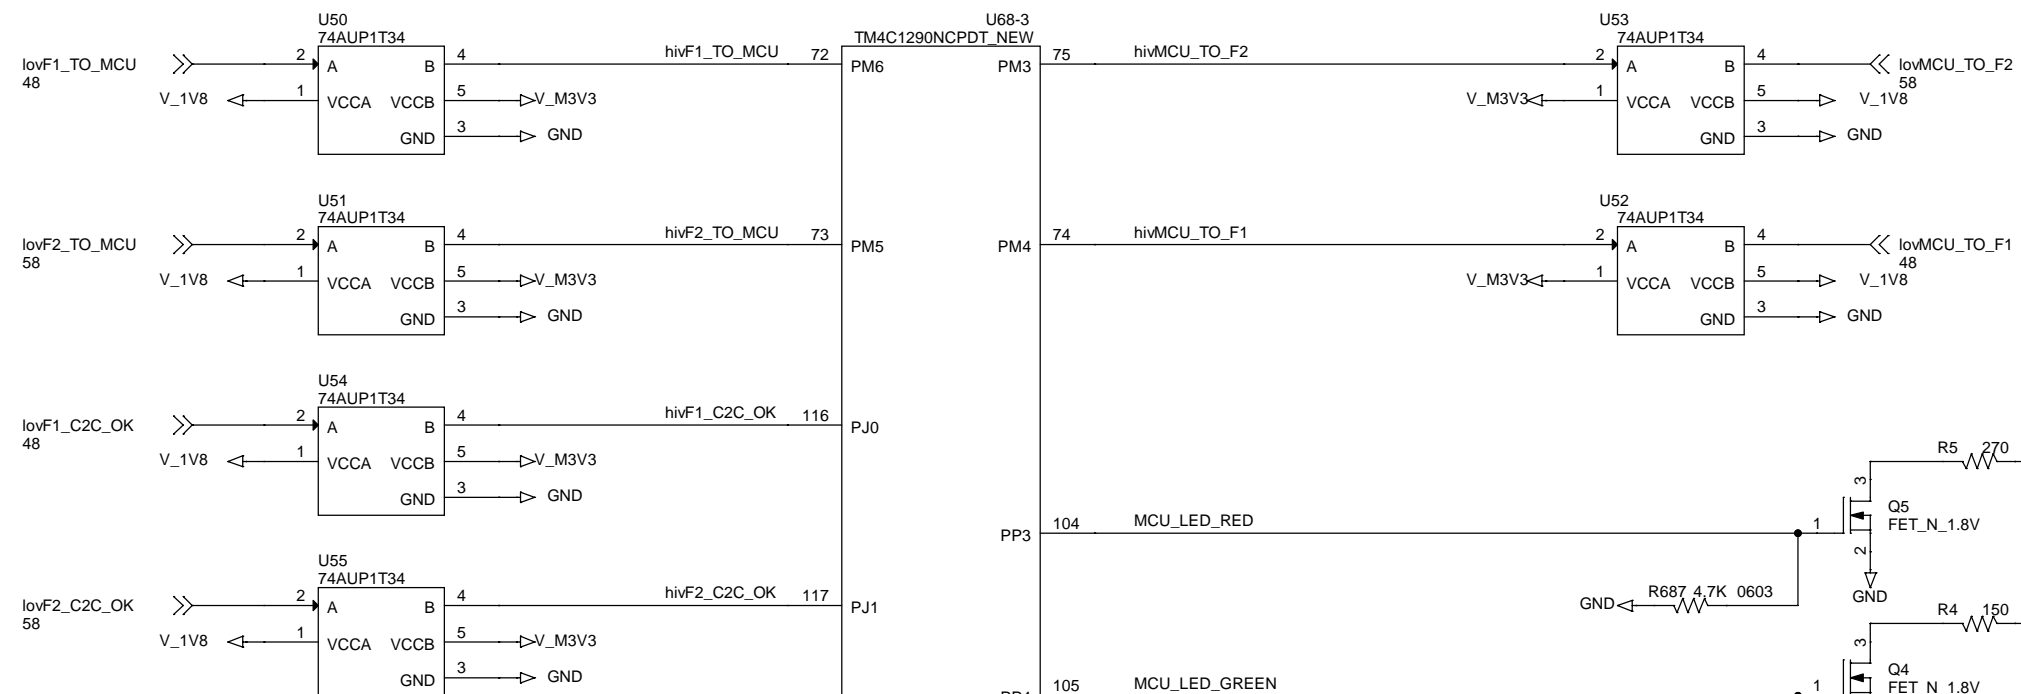 U50
74AUP1T34
lovF1_TO_MCU
48
2
A
B
4
hivF1_TO_MCU
72
V_1V8
1
VCCA
VCCB
5
V_M3V3
GND
3
GND
U51
74AUP1T34
lovF2_TO_MCU
58
2
A
B
4
hivF2_TO_MCU
73
V_1V8
1
VCCA
VCCB
5
V_M3V3
GND
3
GND
U54
74AUP1T34
lovF1_C2C_OK
48
2
A
B
4
hivF1_C2C_OK
116
V_1V8
1
VCCA
VCCB
5
V_M3V3
GND
3
GND
U55
74AUP1T34
lovF2_C2C_OK
58
2
A
B
4
hivF2_C2C_OK
117
V_1V8
1
VCCA
VCCB
5
V_M3V3
GND
3
GND
U68-3
TM4C1290NCPDT_NEW
PM6
PM3
PM5
PM4
PJ0
PP3
PJ1
75
hivMCU_TO_F2
U53
74AUP1T34
2
A
B
4
lovMCU_TO_F2
58
V_M3V3
1
VCCA
VCCB
5
V_1V8
GND
3
GND
74
hivMCU_TO_F1
U52
74AUP1T34
2
A
B
4
lovMCU_TO_F1
48
V_M3V3
1
VCCA
VCCB
5
V_1V8
GND
3
GND
104
MCU_LED_RED
R5 270
3
1
Q5
FET_N_1.8V
2
GND
GND
R687 4.7K 0603
R4 150
3
105
MCU_LED_GREEN
1
Q4
FET_N_1.8V